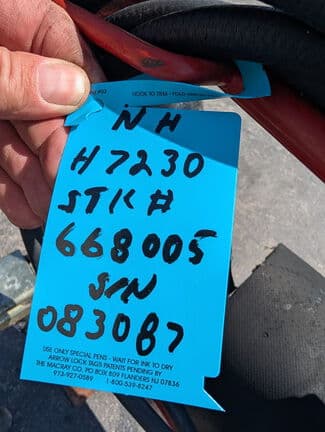 NH
H7230
STK#
668005
S/N
083087
USE ONLY SPECIAL PENS - WAIT FOR INK TO DRY
ARROW LOCK-TAGS PATENTS PENDING BY
THE MACRAY CO. PO BOX 809 FLANDERS NJ 07836
973-927-0589 1-800-539-8247